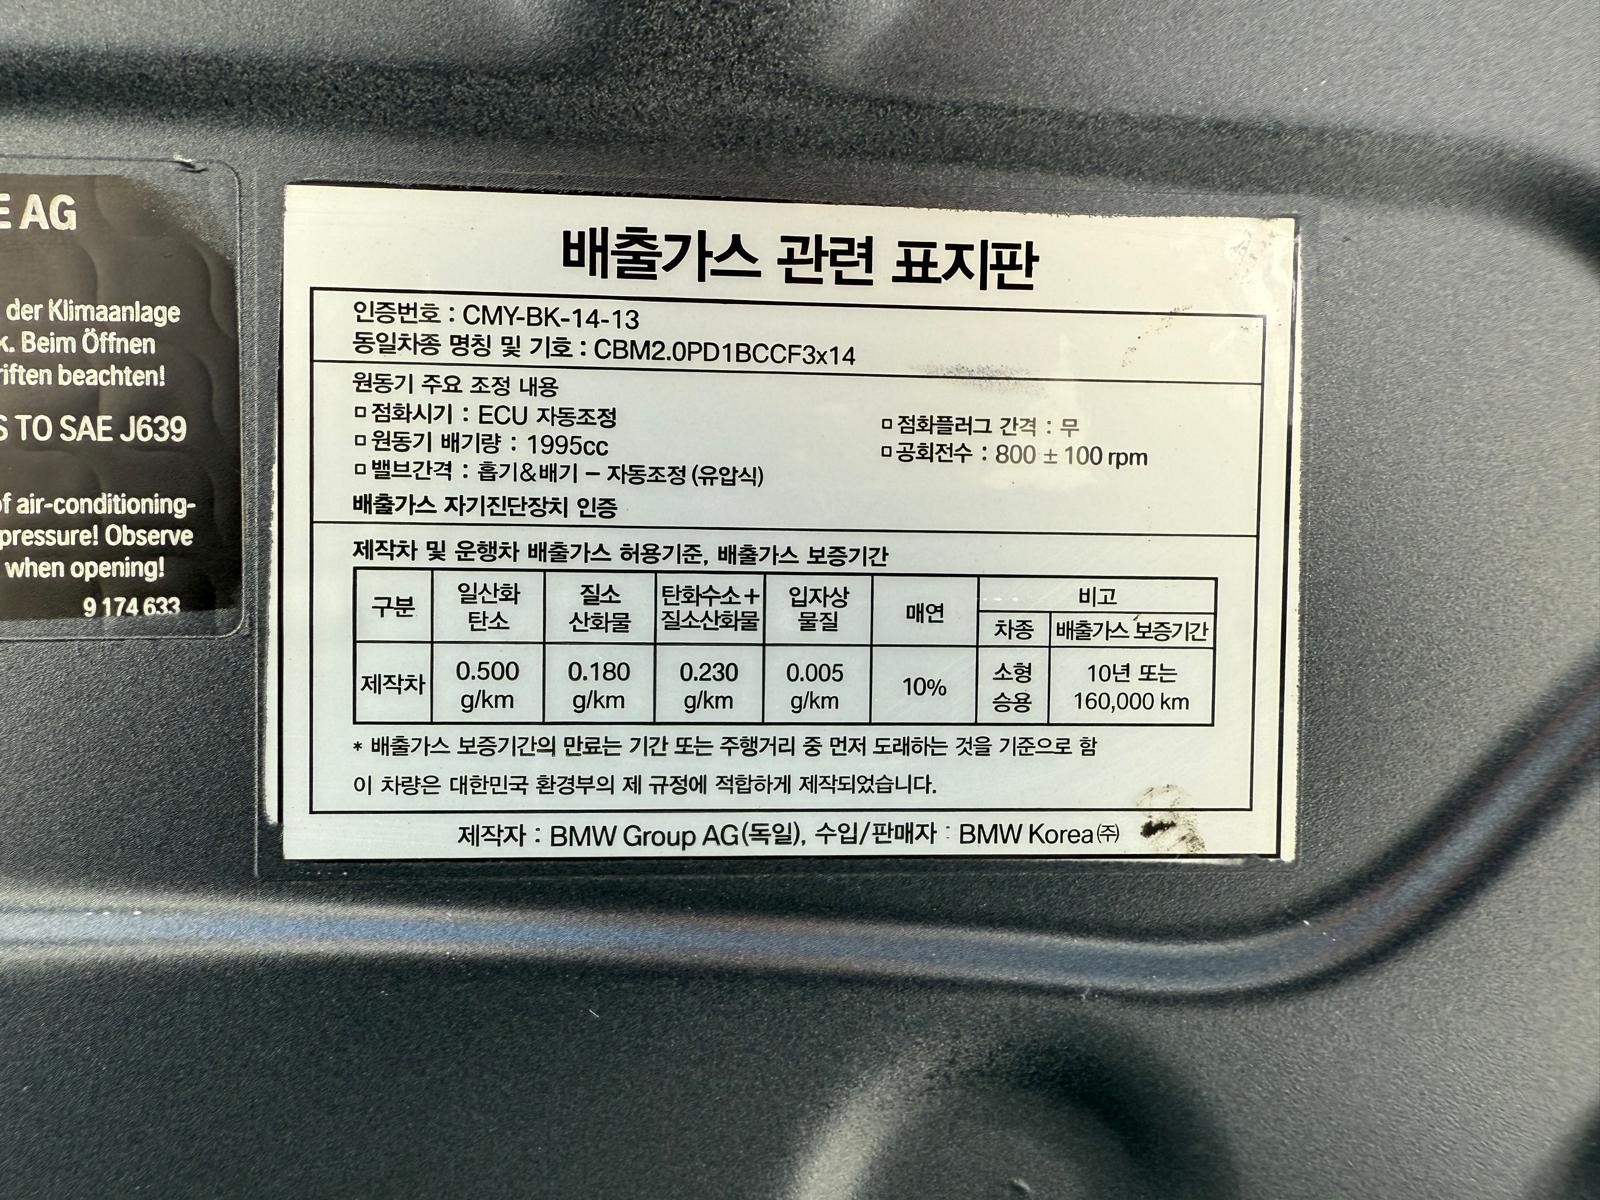 E AG
der Klimaanlage
k. Beim Öffnen
riften beachten!
S TO SAE J639
of air-conditioning-
pressure! Observe
when opening!
9 174 633
배출가스 관련 표지판
인증번호 : CMY-BK-14-13
동일차종 명칭 및 기호 : CBM2.0PD1BCCF3x14
원동기 주요 조정 내용
□ 점화시기 : ECU 자동조정 □ 점화플러그 간격 : 무
□ 원동기 배기량 : 1995cc □ 공회전수 : 800 ± 100 rpm
□ 밸브간격 : 흡기&배기 – 자동조정 (유압식)
배출가스 자기진단장치 인증
제작차 및 운행차 배출가스 허용기준, 배출가스 보증기간
구분 일산화 탄소 질소 산화물 탄화수소+ 질소산화물 입자상 물질 매연 비고
차종 배출가스 보증기간
제작차 0.500 g/km 0.180 g/km 0.230 g/km 0.005 g/km 10% 소형 승용 10년 또는 160,000 km
* 배출가스 보증기간의 만료는 기간 또는 주행거리 중 먼저 도래하는 것을 기준으로 함
이 차량은 대한민국 환경부의 제 규정에 적합하게 제작되었습니다.
제작자 : BMW Group AG(독일), 수입/판매자 : BMW Korea㈜